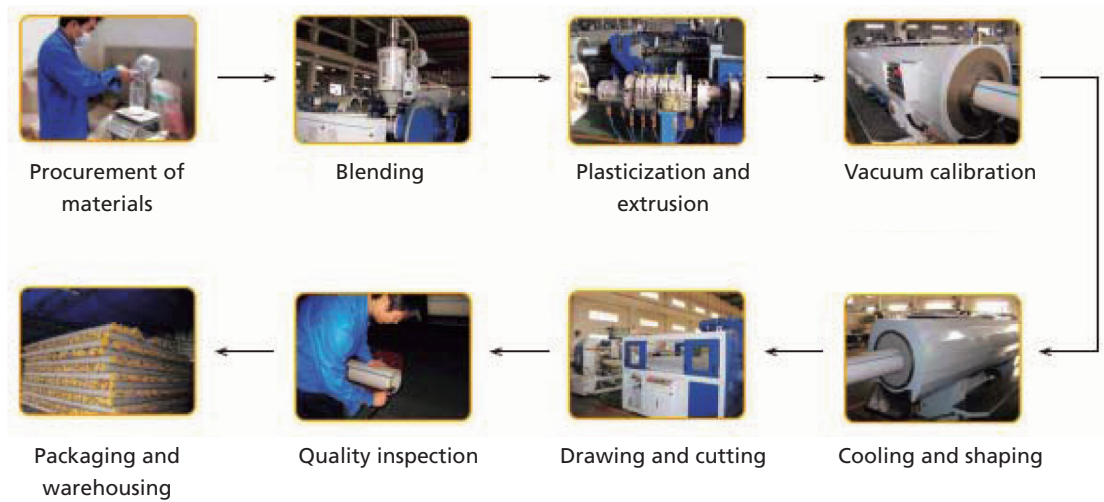 Procurement of
materials
Blending
Plasticization and
extrusion
Vacuum calibration
Packaging and
warehousing
Quality inspection
Drawing and cutting
Cooling and shaping